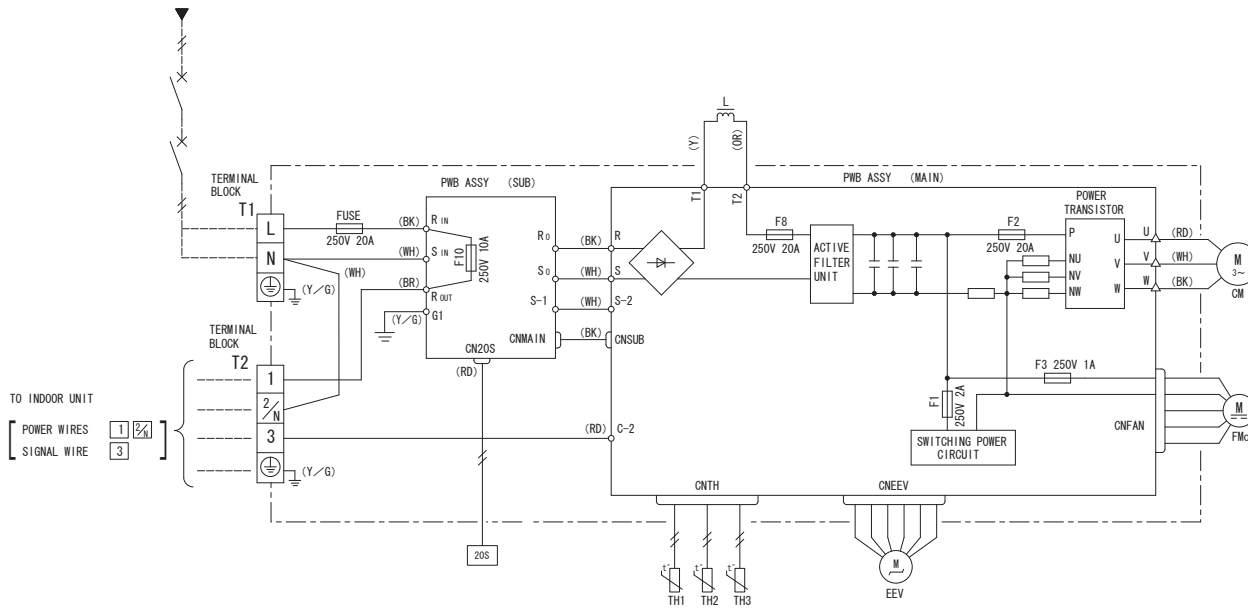 L
(Y)
(OR)
TERMINAL
BLOCK
T1
L
N
FUSE
250V 20A
(BK)
(WH)
(WH)
(BR)
(Y/G)
(Y/G)
PWB ASSY (SUB)
R IN
S IN
R OUT
G1
F10
250V 10A
R0
S0
S-1
CNMAIN
CN20S
(RD)
(BK)
(WH)
(WH)
(BK)
PWB ASSY (MAIN)
T1
T2
R
S
S-2
CNSUB
F8
250V 20A
ACTIVE
FILTER
UNIT
F2
250V 20A
POWER
TRANSISTOR
P
NU
NV
NW
U
V
W
U
V
W
(RD)
(WH)
(BK)
M
3~
CM
TERMINAL
BLOCK
T2
1
2/N
3
(Y/G)
TO INDOOR UNIT
POWER WIRES 1 2/N
SIGNAL WIRE 3
(RD)
C-2
F3 250V 1A
F1
250V 2A
SWITCHING POWER
CIRCUIT
CNFAN
M
CNTH
CNEEV
20S
t°
t°
t°
TH1
TH2
TH3
M
EEV